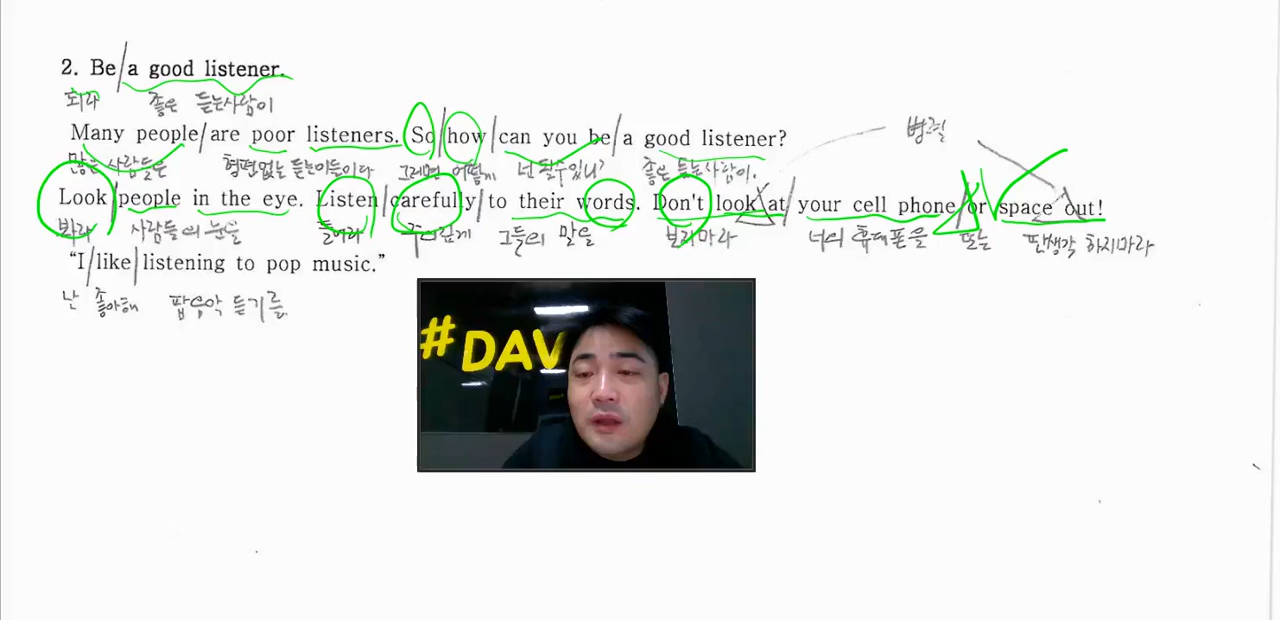 2. Be a good listener.
되라 좋은 듣는사람이
Many people are poor listeners. So how can you be a good listener?
법칙
많은 사람들은 형편없는 듣는이들이다 그러면 어떻게 넌 될수있니? 좋은 듣는사람이.
Look people in the eye. Listen carefully to their words. Don't look at your cell phone or space out!
봐라 사람들의 눈을 들어라 주의깊게 그들의 말을 보지마라 너의 휴대폰을 또는 딴생각 하지마라
"I like listening to pop music."
난 좋아해 팝음악 듣기를
#DAV